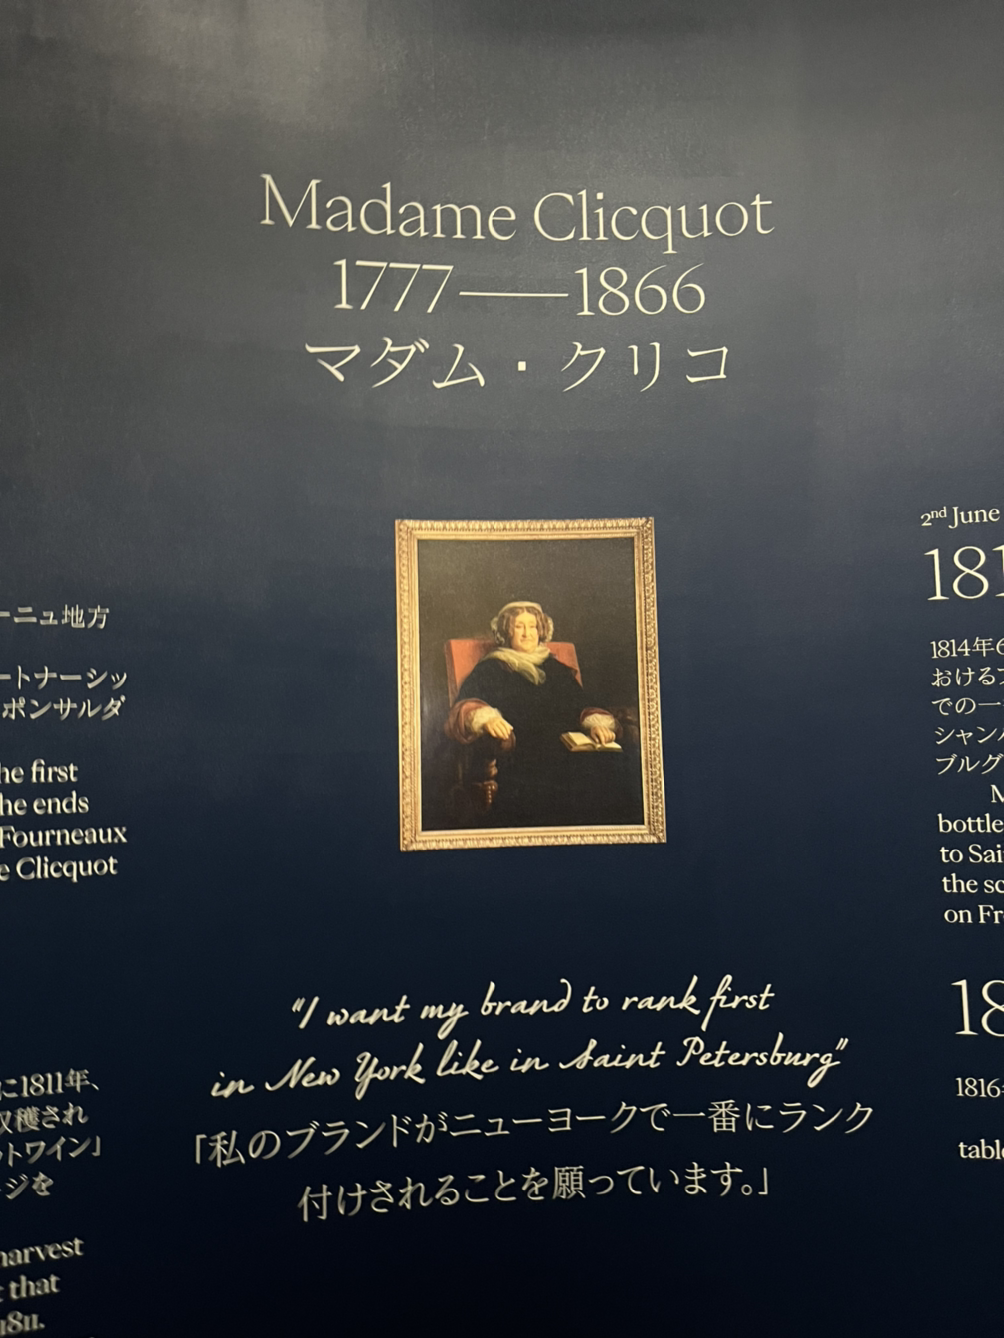 Madame Clicquot
1777——1866
マダム・クリコ
ーニュ地方
ートナーシッ
ポンサルダ
he first
he ends
Fourneaux
e Clicquot
に1811年、
収穫され
ットワイン」
ージを
harvest
that
1811.
"I want my brand to rank first
in New York like in Saint Petersburg"
「私のブランドがニューヨークで一番にランク
付けされることを願っています。」
2nd June
181
1814年6
おけるフ
での一
シャンパ
ブルグ
M
bottle
to Sai
the sc
on Fr
18
1816
table